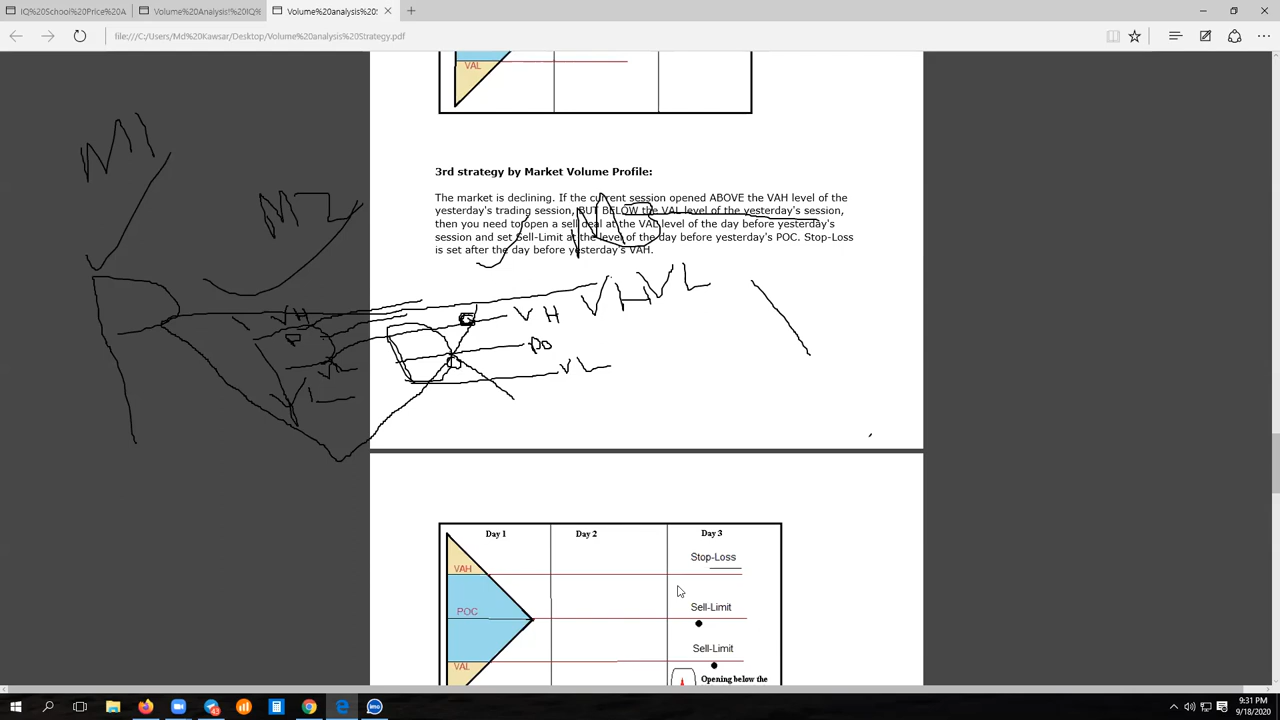 IQ%20School%20Price%20A
Volume%20Analysis!%20IQ%
Volume%20analysis%20S
file:///C:/Users/Md%20Kawsar/Desktop/Volume%20analysis%20Strategy.pdf
VAL
3rd strategy by Market Volume Profile:
The market is declining. If the current session opened ABOVE the VAH level of the
yesterday's trading session, BUT BELOW the VAL level of the yesterday's session,
then you need to open a sell deal at the VAL level of the day before yesterday's
session and set Sell-Limit at the level of the day before yesterday's POC. Stop-Loss
is set after the day before yesterday's VAH.
VH VL
VH
PO
VL
Day 1 Day 2 Day 3
Stop-Loss
VAH
Sell-Limit
POC
Sell-Limit
VAL
Opening below the
9:31 PM
9/18/2020